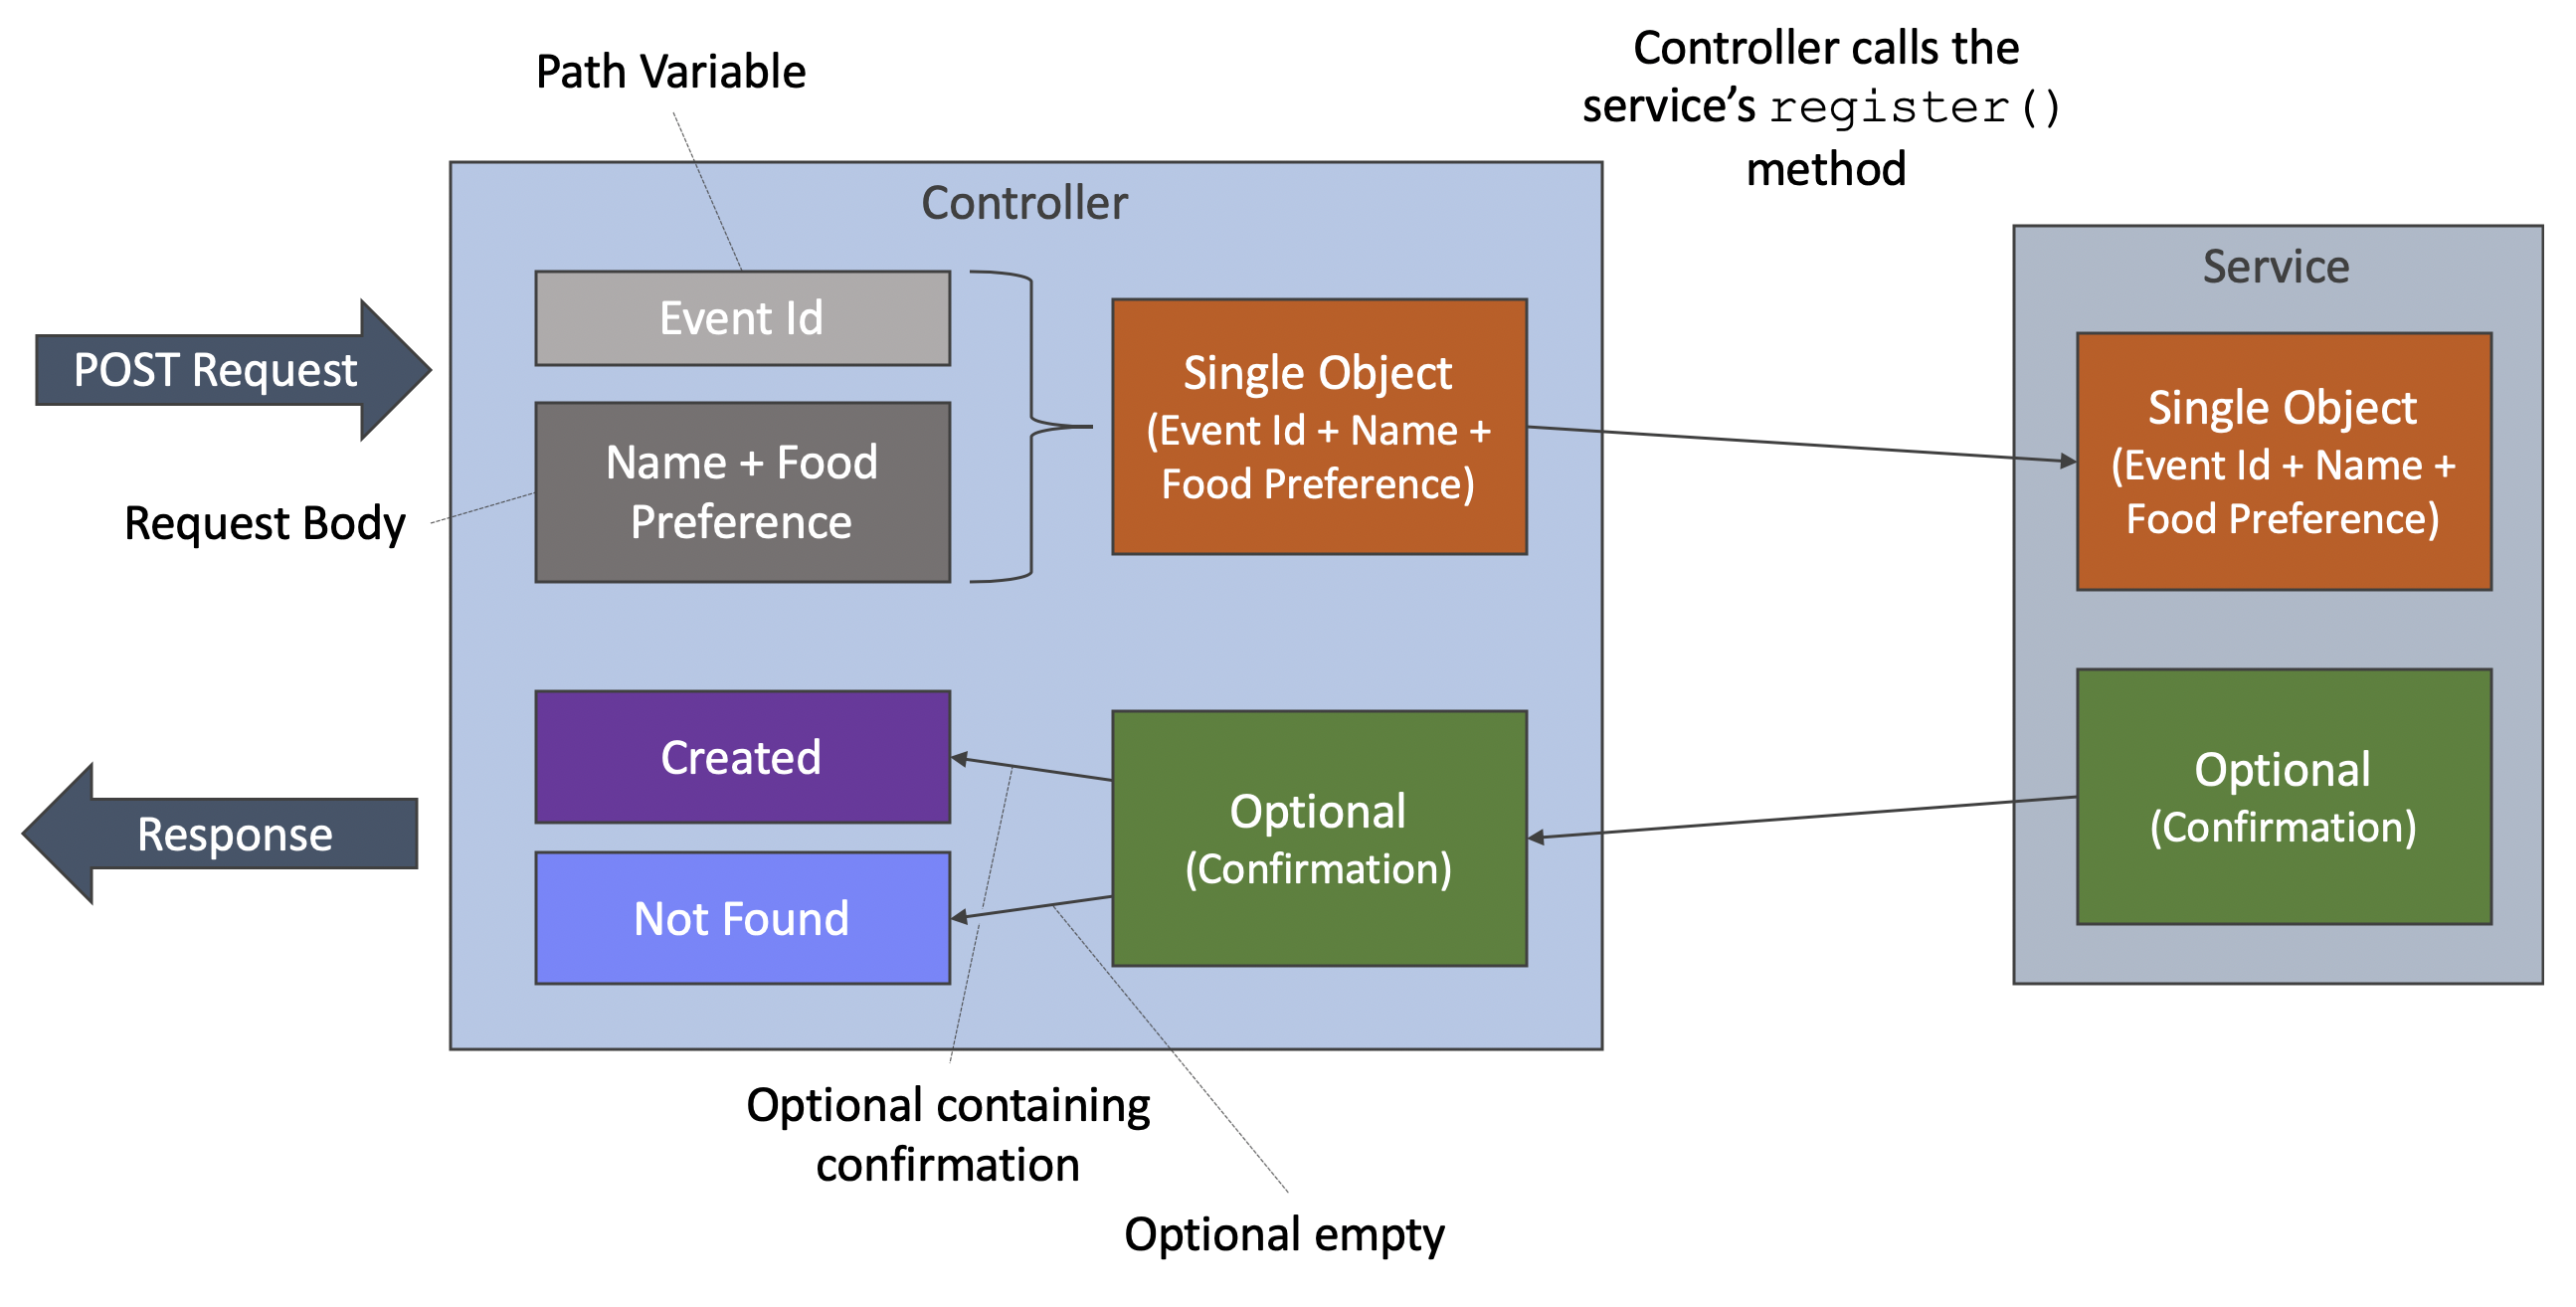 Path Variable
Controller calls the
service’s register()
method
Controller
Service
POST Request
Event Id
Request Body
Name + Food
Preference
Single Object
(Event Id + Name +
Food Preference)
Single Object
(Event Id + Name +
Food Preference)
Response
Created
Not Found
Optional
(Confirmation)
Optional
(Confirmation)
Optional containing
confirmation
Optional empty